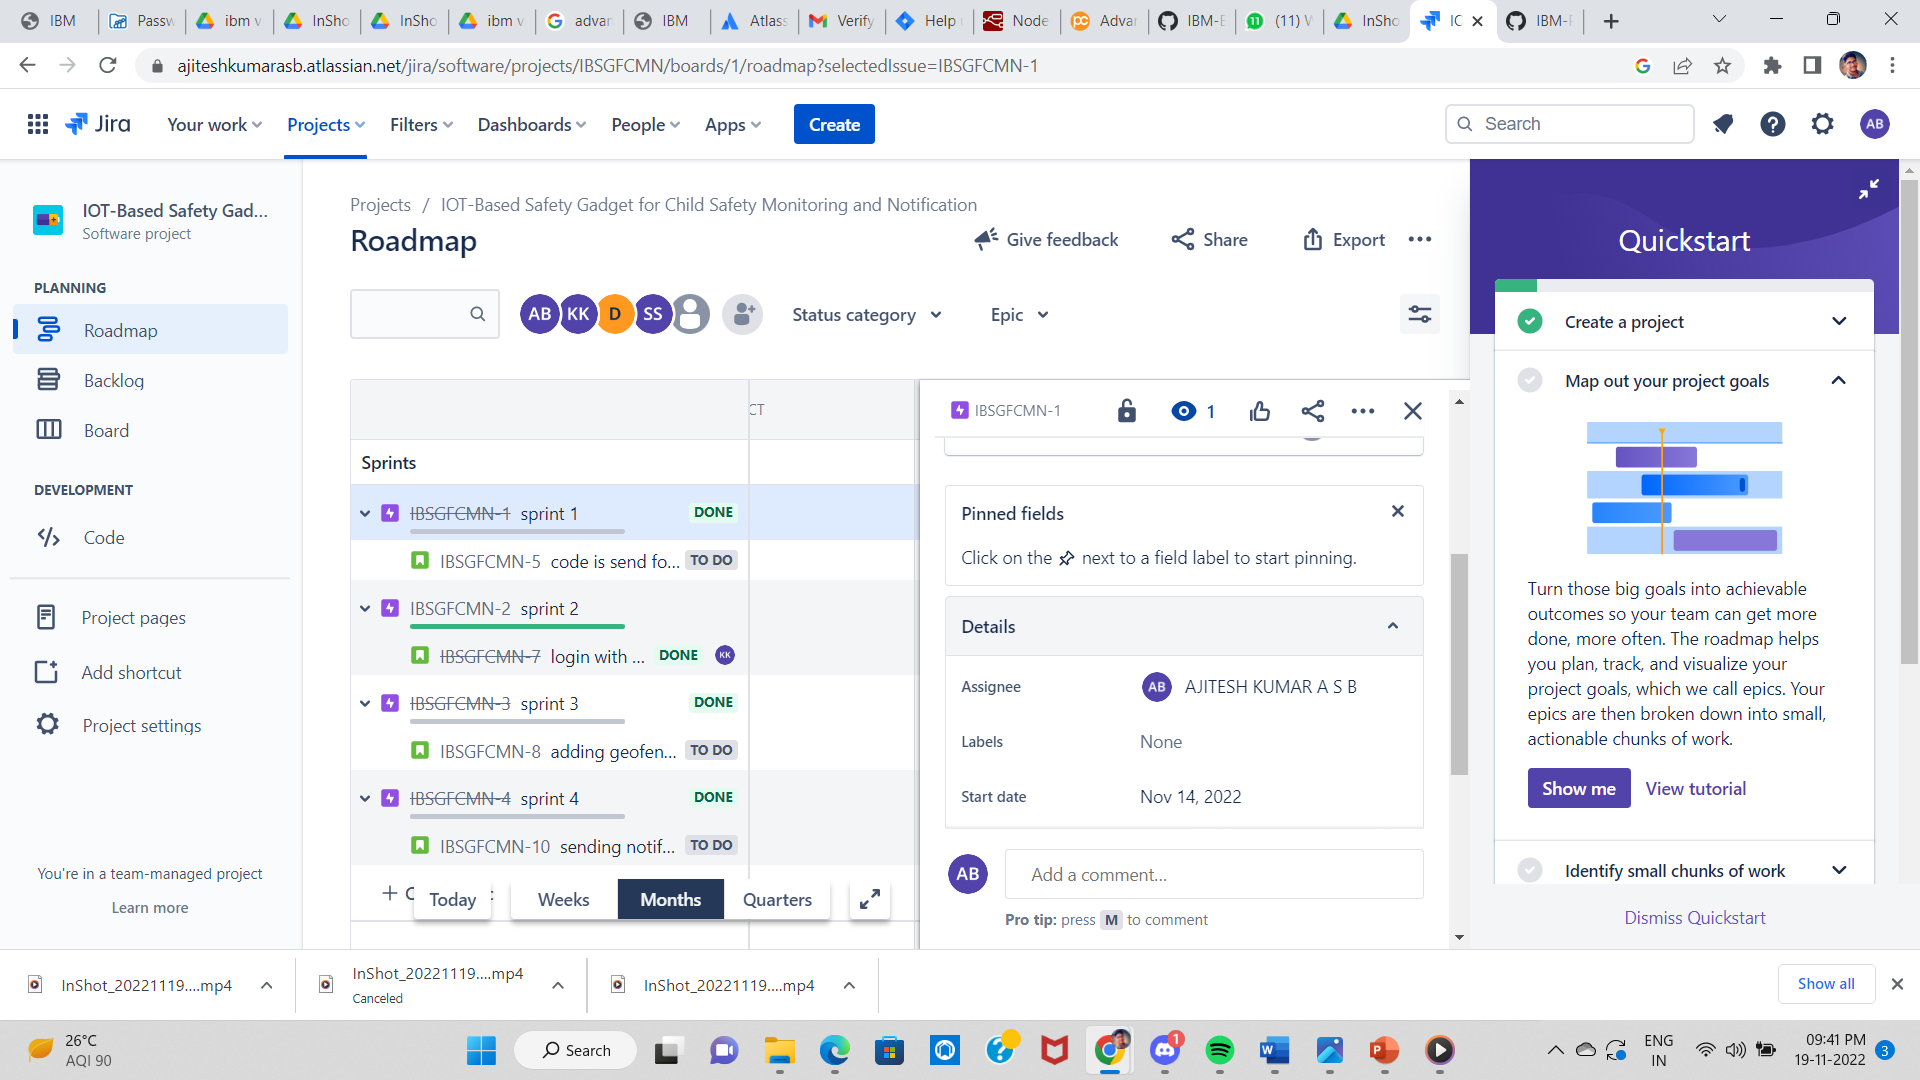 IBM
Passw
ibm v
InSho
InSho
ibm v
advan
IBM
Atlass
Verify
Help
Node
Advan
IBM-E
(11) W
InSho
IC
IBM-P
ajiteshkumarasb.atlassian.net/jira/software/projects/IBSGFCMN/boards/1/roadmap?selectedIssue=IBSGFCMN-1
Jira
Your work
Projects
Filters
Dashboards
People
Apps
Create
Search
AB
IOT-Based Safety Gad...
Software project
PLANNING
Roadmap
Backlog
Board
DEVELOPMENT
Code
Project pages
Add shortcut
Project settings
You're in a team-managed project
Learn more
Projects / IOT-Based Safety Gadget for Child Safety Monitoring and Notification
Roadmap
Give feedback
Share
Export
AB KK D SS
Status category
Epic
CT
Sprints
IBSGFCMN-1 sprint 1 DONE
IBSGFCMN-5 code is send fo... TO DO
IBSGFCMN-2 sprint 2
IBSGFCMN-7 login with ... DONE KK
IBSGFCMN-3 sprint 3 DONE
IBSGFCMN-8 adding geofen... TO DO
IBSGFCMN-4 sprint 4 DONE
IBSGFCMN-10 sending notif... TO DO
Today
Weeks
Months
Quarters
IBSGFCMN-1
1
Pinned fields
Click on the next to a field label to start pinning.
Details
Assignee AB AJITESH KUMAR A S B
Labels None
Start date Nov 14, 2022
AB Add a comment...
Pro tip: press M to comment
Quickstart
Create a project
Map out your project goals
Turn those big goals into achievable
outcomes so your team can get more
done, more often. The roadmap helps
you plan, track, and visualize your
project goals, which we call epics. Your
epics are then broken down into small,
actionable chunks of work.
Show me
View tutorial
Identify small chunks of work
Dismiss Quickstart
InShot_20221119....mp4
InShot_20221119....mp4
Canceled
InShot_20221119....mp4
Show all
26°C
AQI 90
Search
1
ENG
IN
09:41 PM
19-11-2022
3